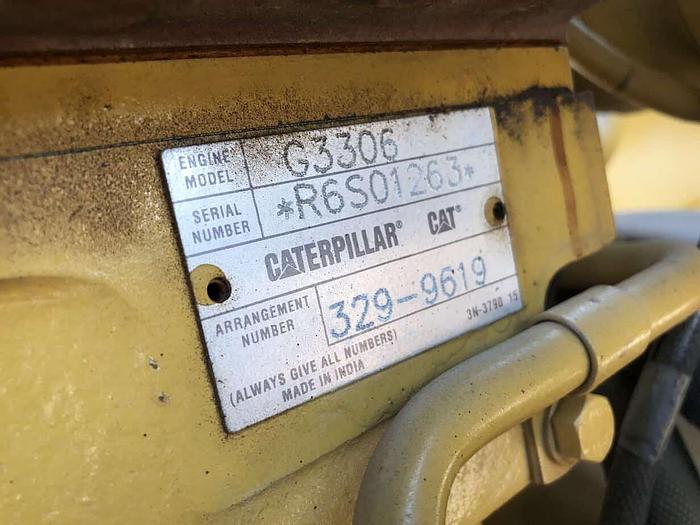 ENGINE MODEL G3306
SERIAL NUMBER *R6S01263*
CATERPILLAR® CAT®
ARRANGEMENT NUMBER 329-9619
3N-3790 15
(ALWAYS GIVE ALL NUMBERS)
MADE IN INDIA